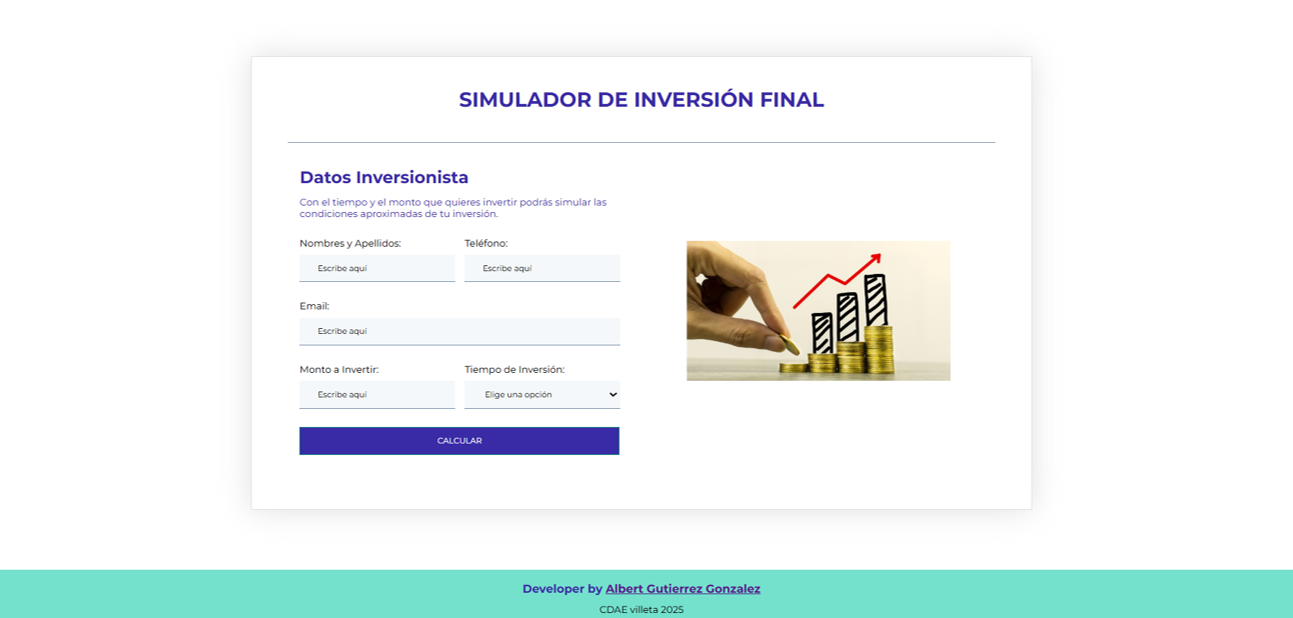 SIMULADOR DE INVERSIÓN FINAL
Datos Inversionista
Con el tiempo y el monto que quieres invertir podrás simular las
condiciones aproximadas de tu inversión.
Nombres y Apellidos:
Teléfono:
Escribe aquí
Escribe aquí
Email:
Escribe aquí
Monto a Invertir:
Tiempo de Inversión:
Escribe aquí
Elige una opción
CALCULAR
Developer by Albert Gutierrez Gonzalez
CDAE villeta 2025